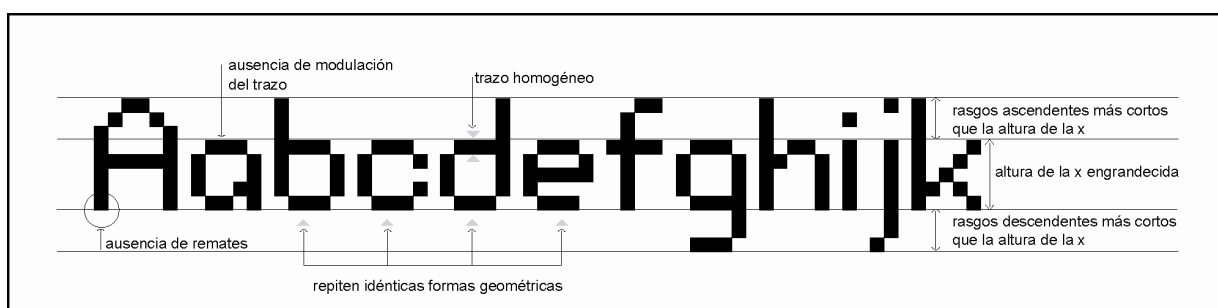 ausencia de modulación
del trazo
trazo homogéneo
rasgos ascendentes más cortos
que la altura de la x
Aabcdefghijk
altura de la x engrandecida
rasgos descendentes más cortos
que la altura de la x
ausencia de remates
repiten idénticas formas geométricas